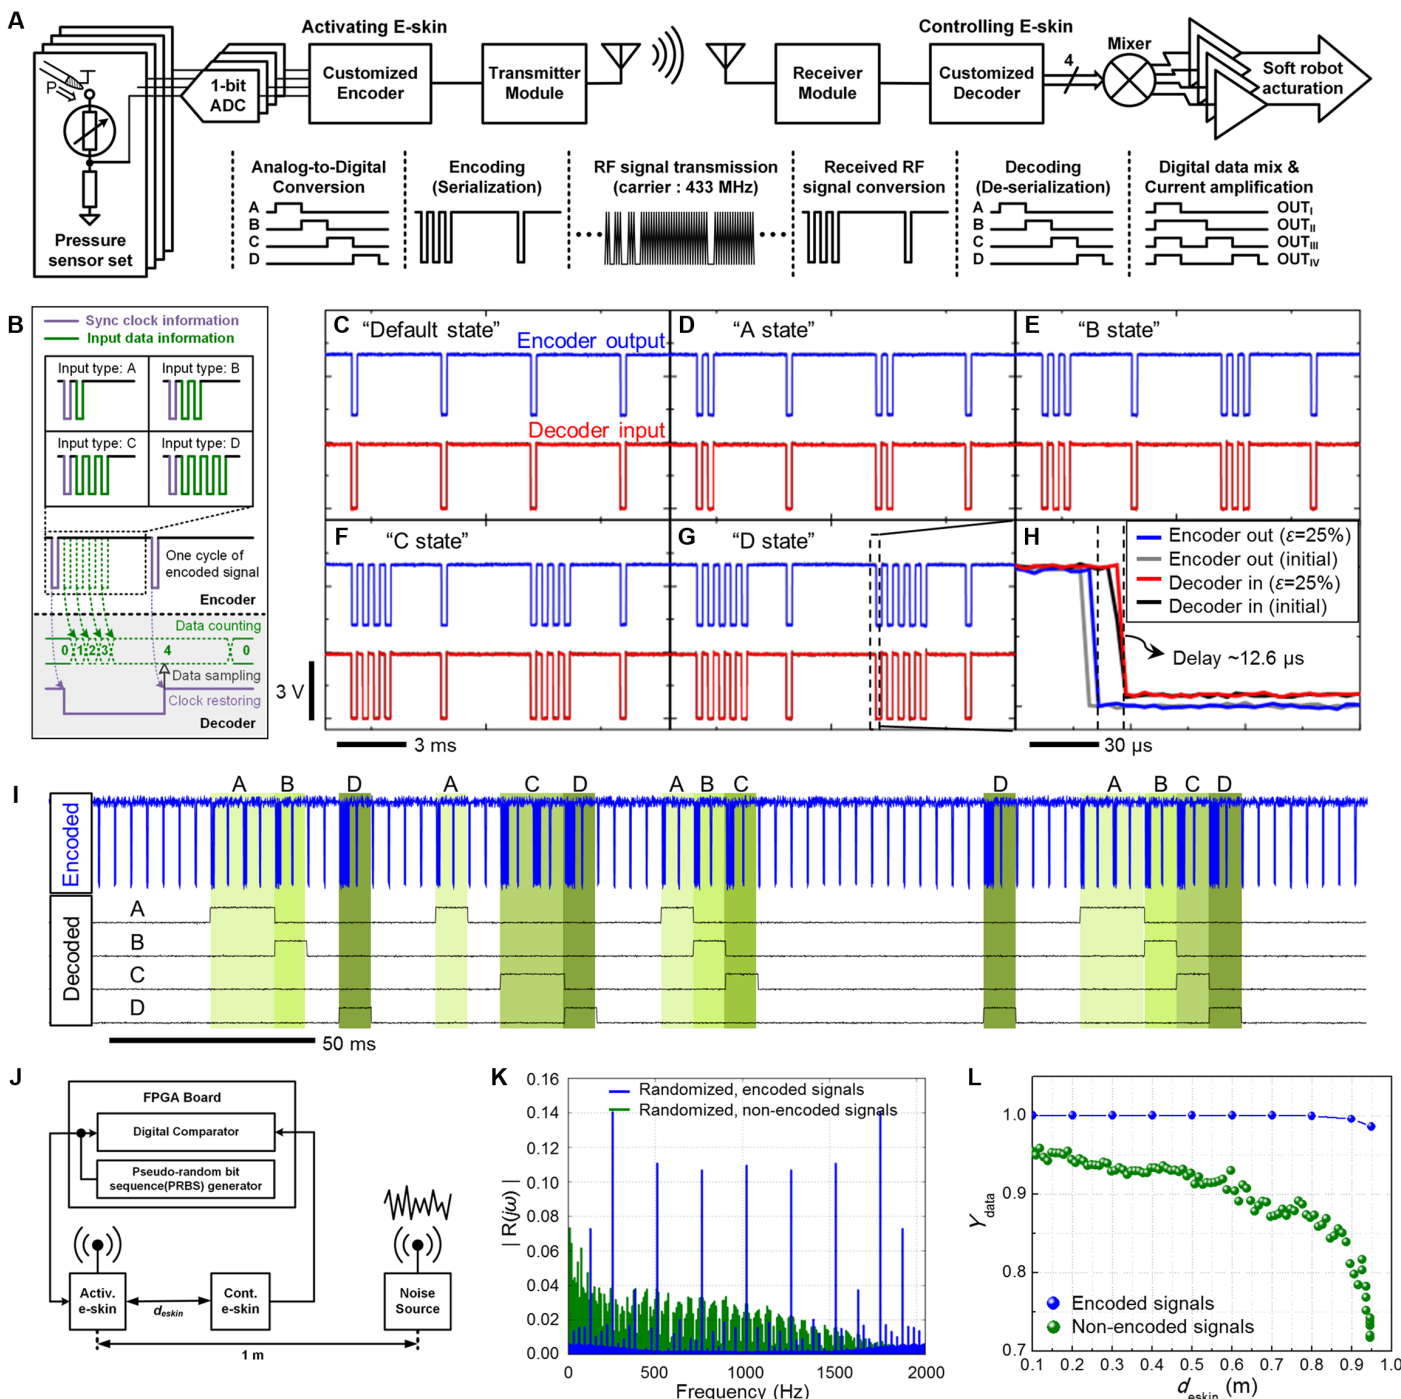 A
Activating E-skin
Controlling E-skin
P
1-bit
ADC
Customized
Encoder
Transmitter
Module
Receiver
Module
Customized
Decoder
4
Mixer
Soft robot
acturation
Pressure
sensor set
Analog-to-Digital
Conversion
A
B
C
D
Encoding
(Serialization)
RF signal transmission
(carrier : 433 MHz)
Received RF
signal conversion
Decoding
(De-serialization)
A
B
C
D
Digital data mix &
Current amplification
OUT_I
OUT_II
OUT_III
OUT_IV
B
Sync clock information
Input data information
Input type: A
Input type: B
Input type: C
Input type: D
One cycle of
encoded signal
Encoder
Data counting
0 1 2 3 4 0
Data sampling
Clock restoring
Decoder
C "Default state"
Encoder output
Decoder input
D "A state"
E "B state"
F "C state"
G "D state"
H
Encoder out (ε=25%)
Encoder out (initial)
Decoder in (ε=25%)
Decoder in (initial)
Delay ~12.6 µs
3 V
3 ms
30 µs
I
A B D A C D A B C D A B C D
Encoded
Decoded
A
B
C
D
50 ms
J
FPGA Board
Digital Comparator
Pseudo-random bit
sequence(PRBS) generator
Activ.
e-skin
d_eskin
Cont.
e-skin
Noise
Source
1 m
K
Randomized, encoded signals
Randomized, non-encoded signals
| R(jω) |
0.16
0.14
0.12
0.10
0.08
0.06
0.04
0.02
0.00
0 500 1000 1500 2000
Frequency (Hz)
L
Y_data
1.0
0.9
0.8
0.7
Encoded signals
Non-encoded signals
0.1 0.2 0.3 0.4 0.5 0.6 0.7 0.8 0.9 1.0
d_eskin (m)